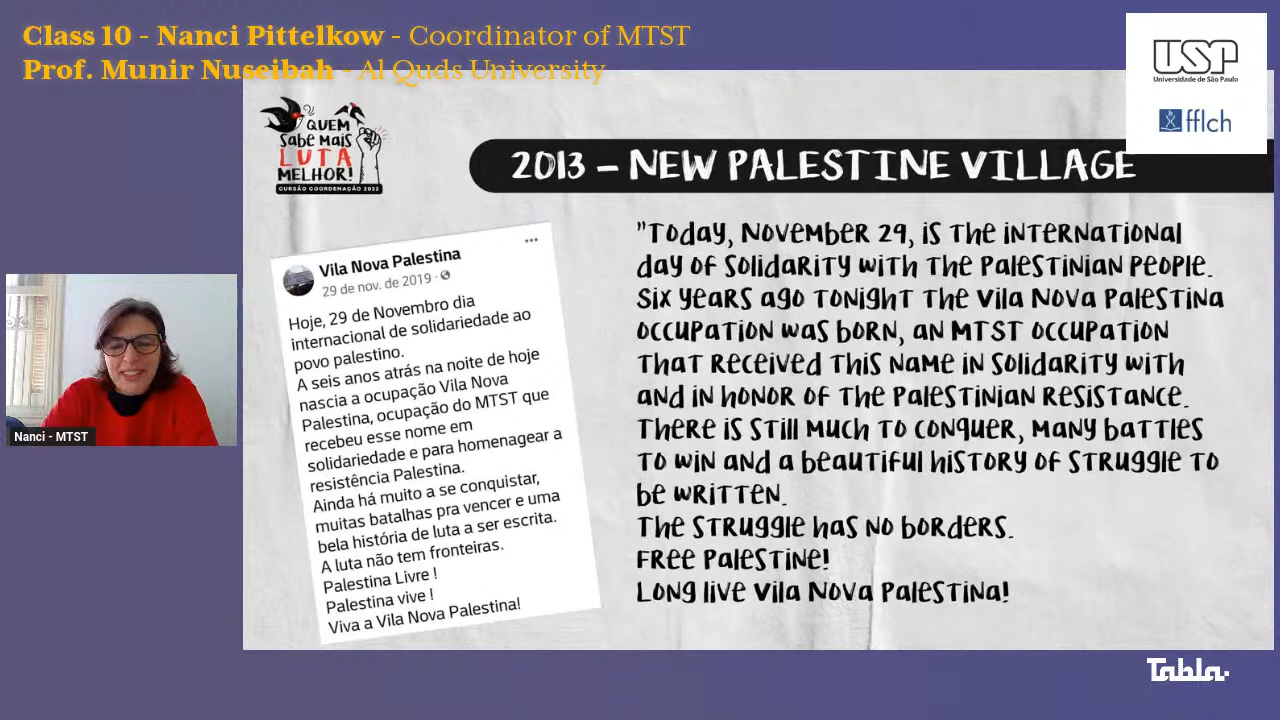 Class 10 - Nanci Pittelkow - Coordinator of MTST
Prof. Munir Nuseibah - Al Quds University
USP
Universidade de São Paulo
fflch
QUEM
SABE MAIS
LUTA
MELHOR!
CURSÃO COORDENAÇÃO 2022
2013 – NEW PALESTINE VILLAGE
Vila Nova Palestina
29 de nov. de 2019 ·
Hoje, 29 de Novembro dia
internacional de solidariedade ao
povo palestino.
A seis anos atrás na noite de hoje
nascia a ocupação Vila Nova
Palestina, ocupação do MTST que
recebeu esse nome em
solidariedade e para homenagear a
resistência Palestina.
Ainda há muito a se conquistar,
muitas batalhas pra vencer e uma
bela história de luta a ser escrita.
A luta não tem fronteiras.
Palestina Livre !
Palestina vive !
Viva a Vila Nova Palestina!
"Today, November 29, is the international
day of solidarity with the Palestinian people.
Six years ago tonight the Vila Nova Palestina
occupation was born, an MTST occupation
that received this name in solidarity with
and in honor of the Palestinian resistance.
There is still much to conquer, many battles
to win and a beautiful history of struggle to
be written.
The struggle has no borders.
Free Palestine!
Long live Vila Nova Palestina!
Nanci - MTST
Tabla.